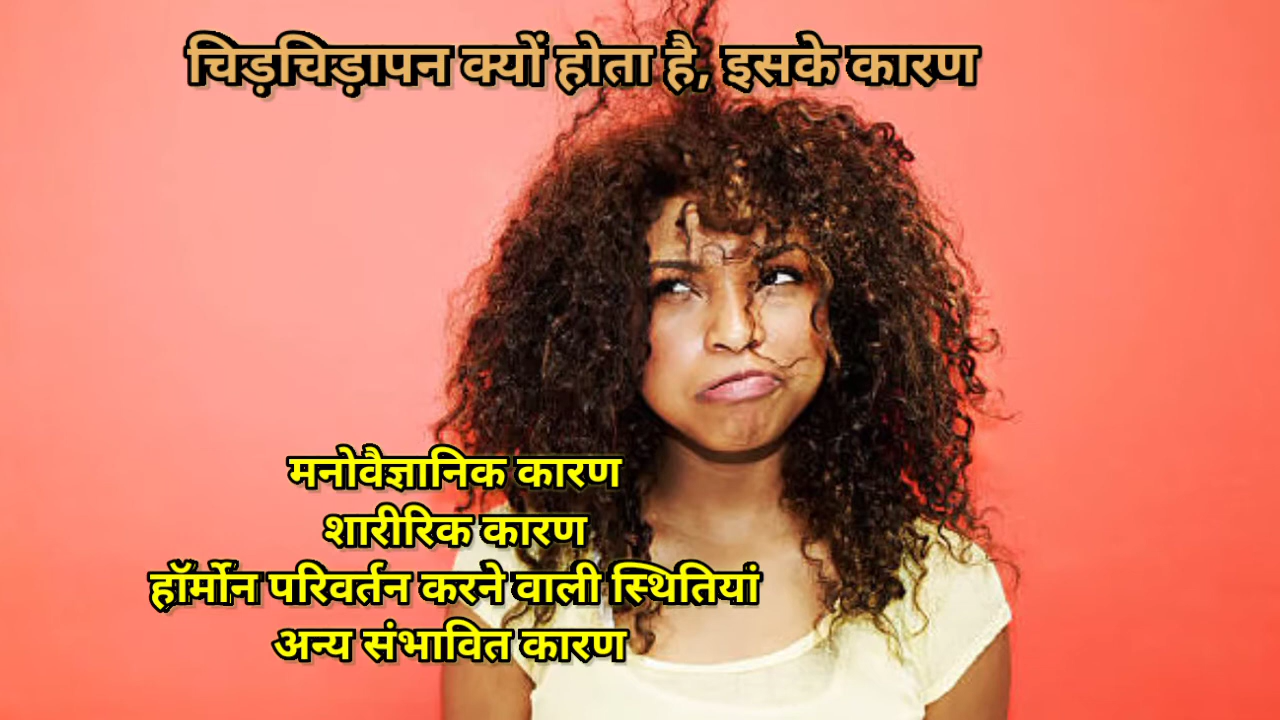 चिड़चिड़ापन क्यों होता है, इसके कारण
मनोवैज्ञानिक कारण
शारीरिक कारण
हॉर्मोन परिवर्तन करने वाली स्थितियां
अन्य संभावित कारण